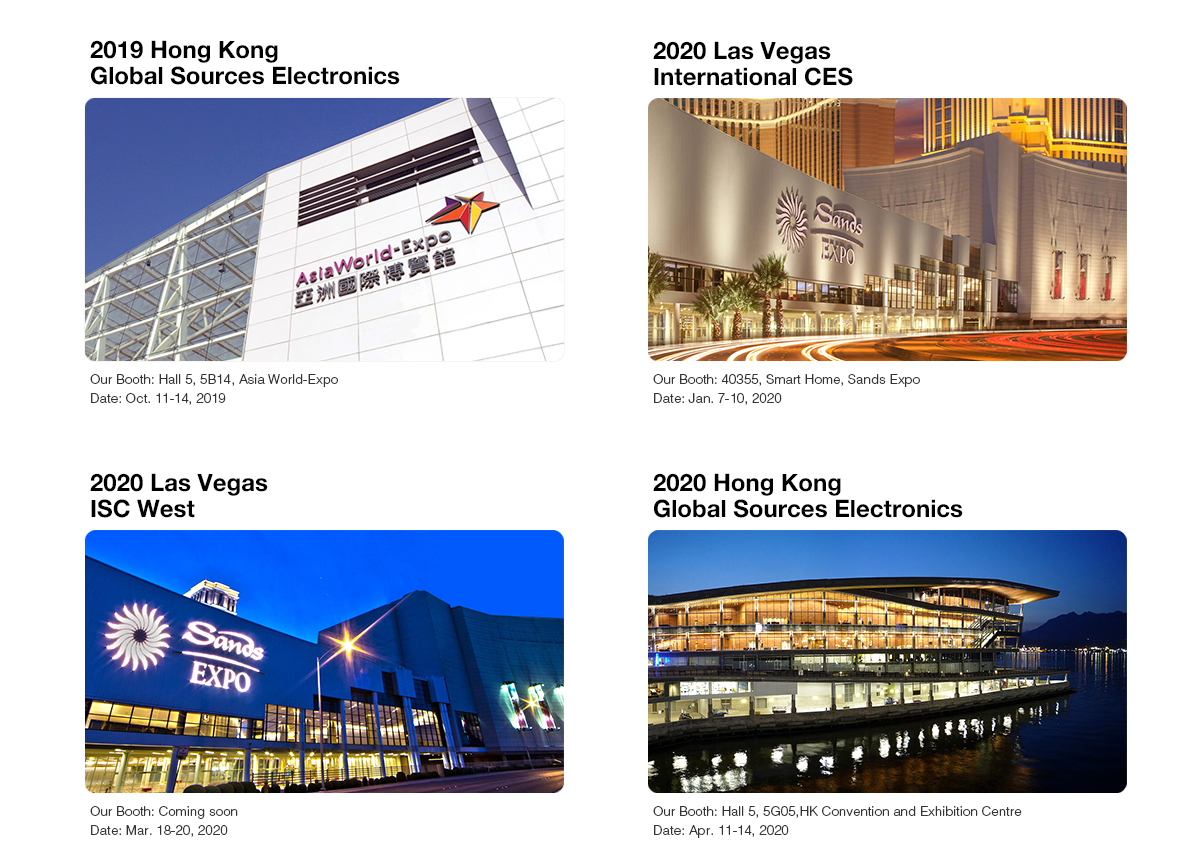 2019 Hong Kong
Global Sources Electronics
AsiaWorld-Expo
亞洲國際博覽館
Our Booth: Hall 5, 5B14, Asia World-Expo
Date: Oct. 11-14, 2019
2020 Las Vegas
International CES
Sands
EXPO
Our Booth: 40355, Smart Home, Sands Expo
Date: Jan. 7-10, 2020
2020 Las Vegas
ISC West
Sands
EXPO
Our Booth: Coming soon
Date: Mar. 18-20, 2020
2020 Hong Kong
Global Sources Electronics
Our Booth: Hall 5, 5G05,HK Convention and Exhibition Centre
Date: Apr. 11-14, 2020